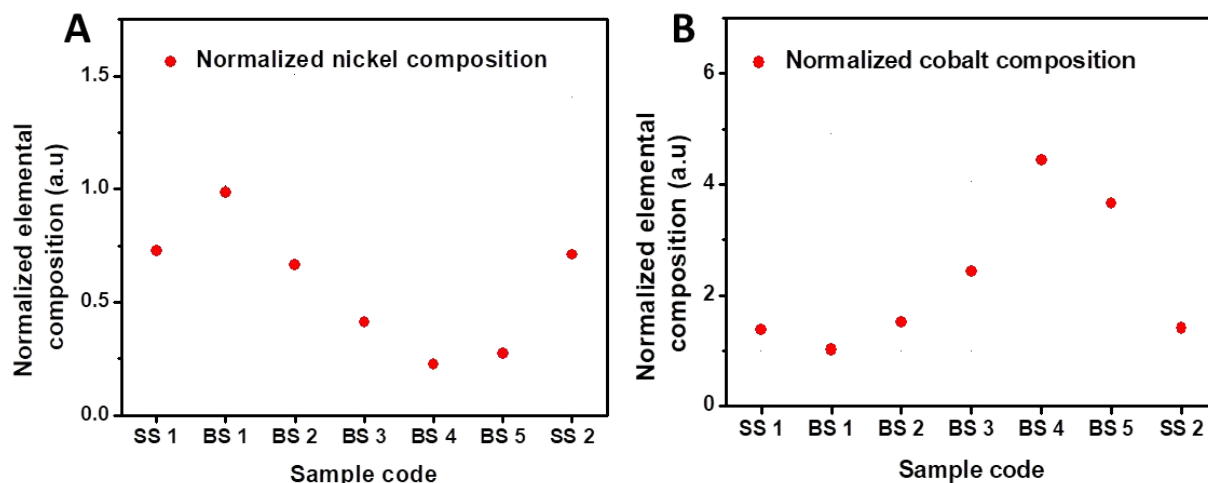 A
Normalized nickel composition
1.5
1.0
0.5
0.0
Normalized elemental
composition (a.u)
SS 1 BS 1 BS 2 BS 3 BS 4 BS 5 SS 2
Sample code
B
Normalized cobalt composition
6
4
2
0
Normalized elemental
composition (a.u)
SS 1 BS 1 BS 2 BS 3 BS 4 BS 5 SS 2
Sample code